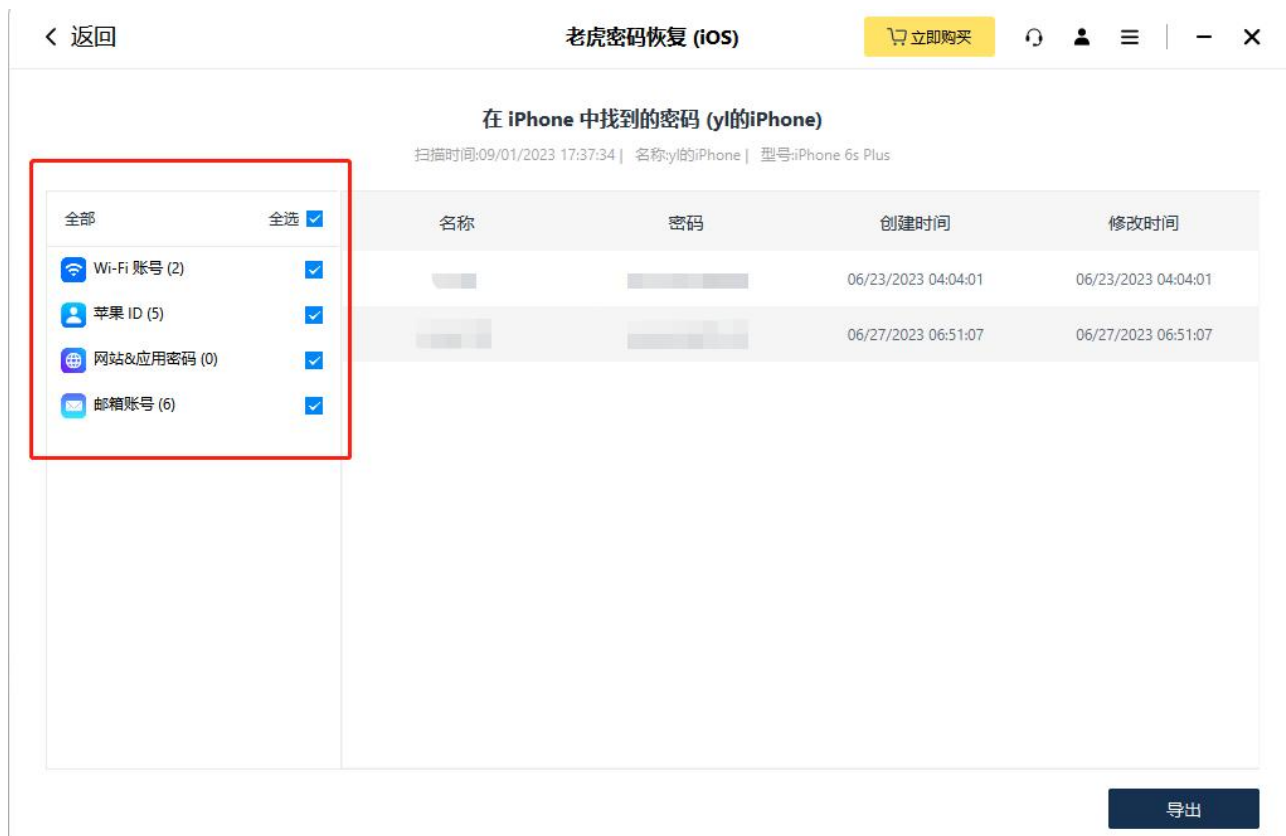 返回
老虎密码恢复 (iOS)
立即购买
在 iPhone 中找到的密码 (yl的iPhone)
扫描时间:09/01/2023 17:37:34 | 名称:yl的iPhone | 型号:iPhone 6s Plus
全部 全选
Wi-Fi 账号 (2)
苹果 ID (5)
网站&应用密码 (0)
邮箱账号 (6)
名称 密码 创建时间 修改时间
06/23/2023 04:04:01 06/23/2023 04:04:01
06/27/2023 06:51:07 06/27/2023 06:51:07
导出